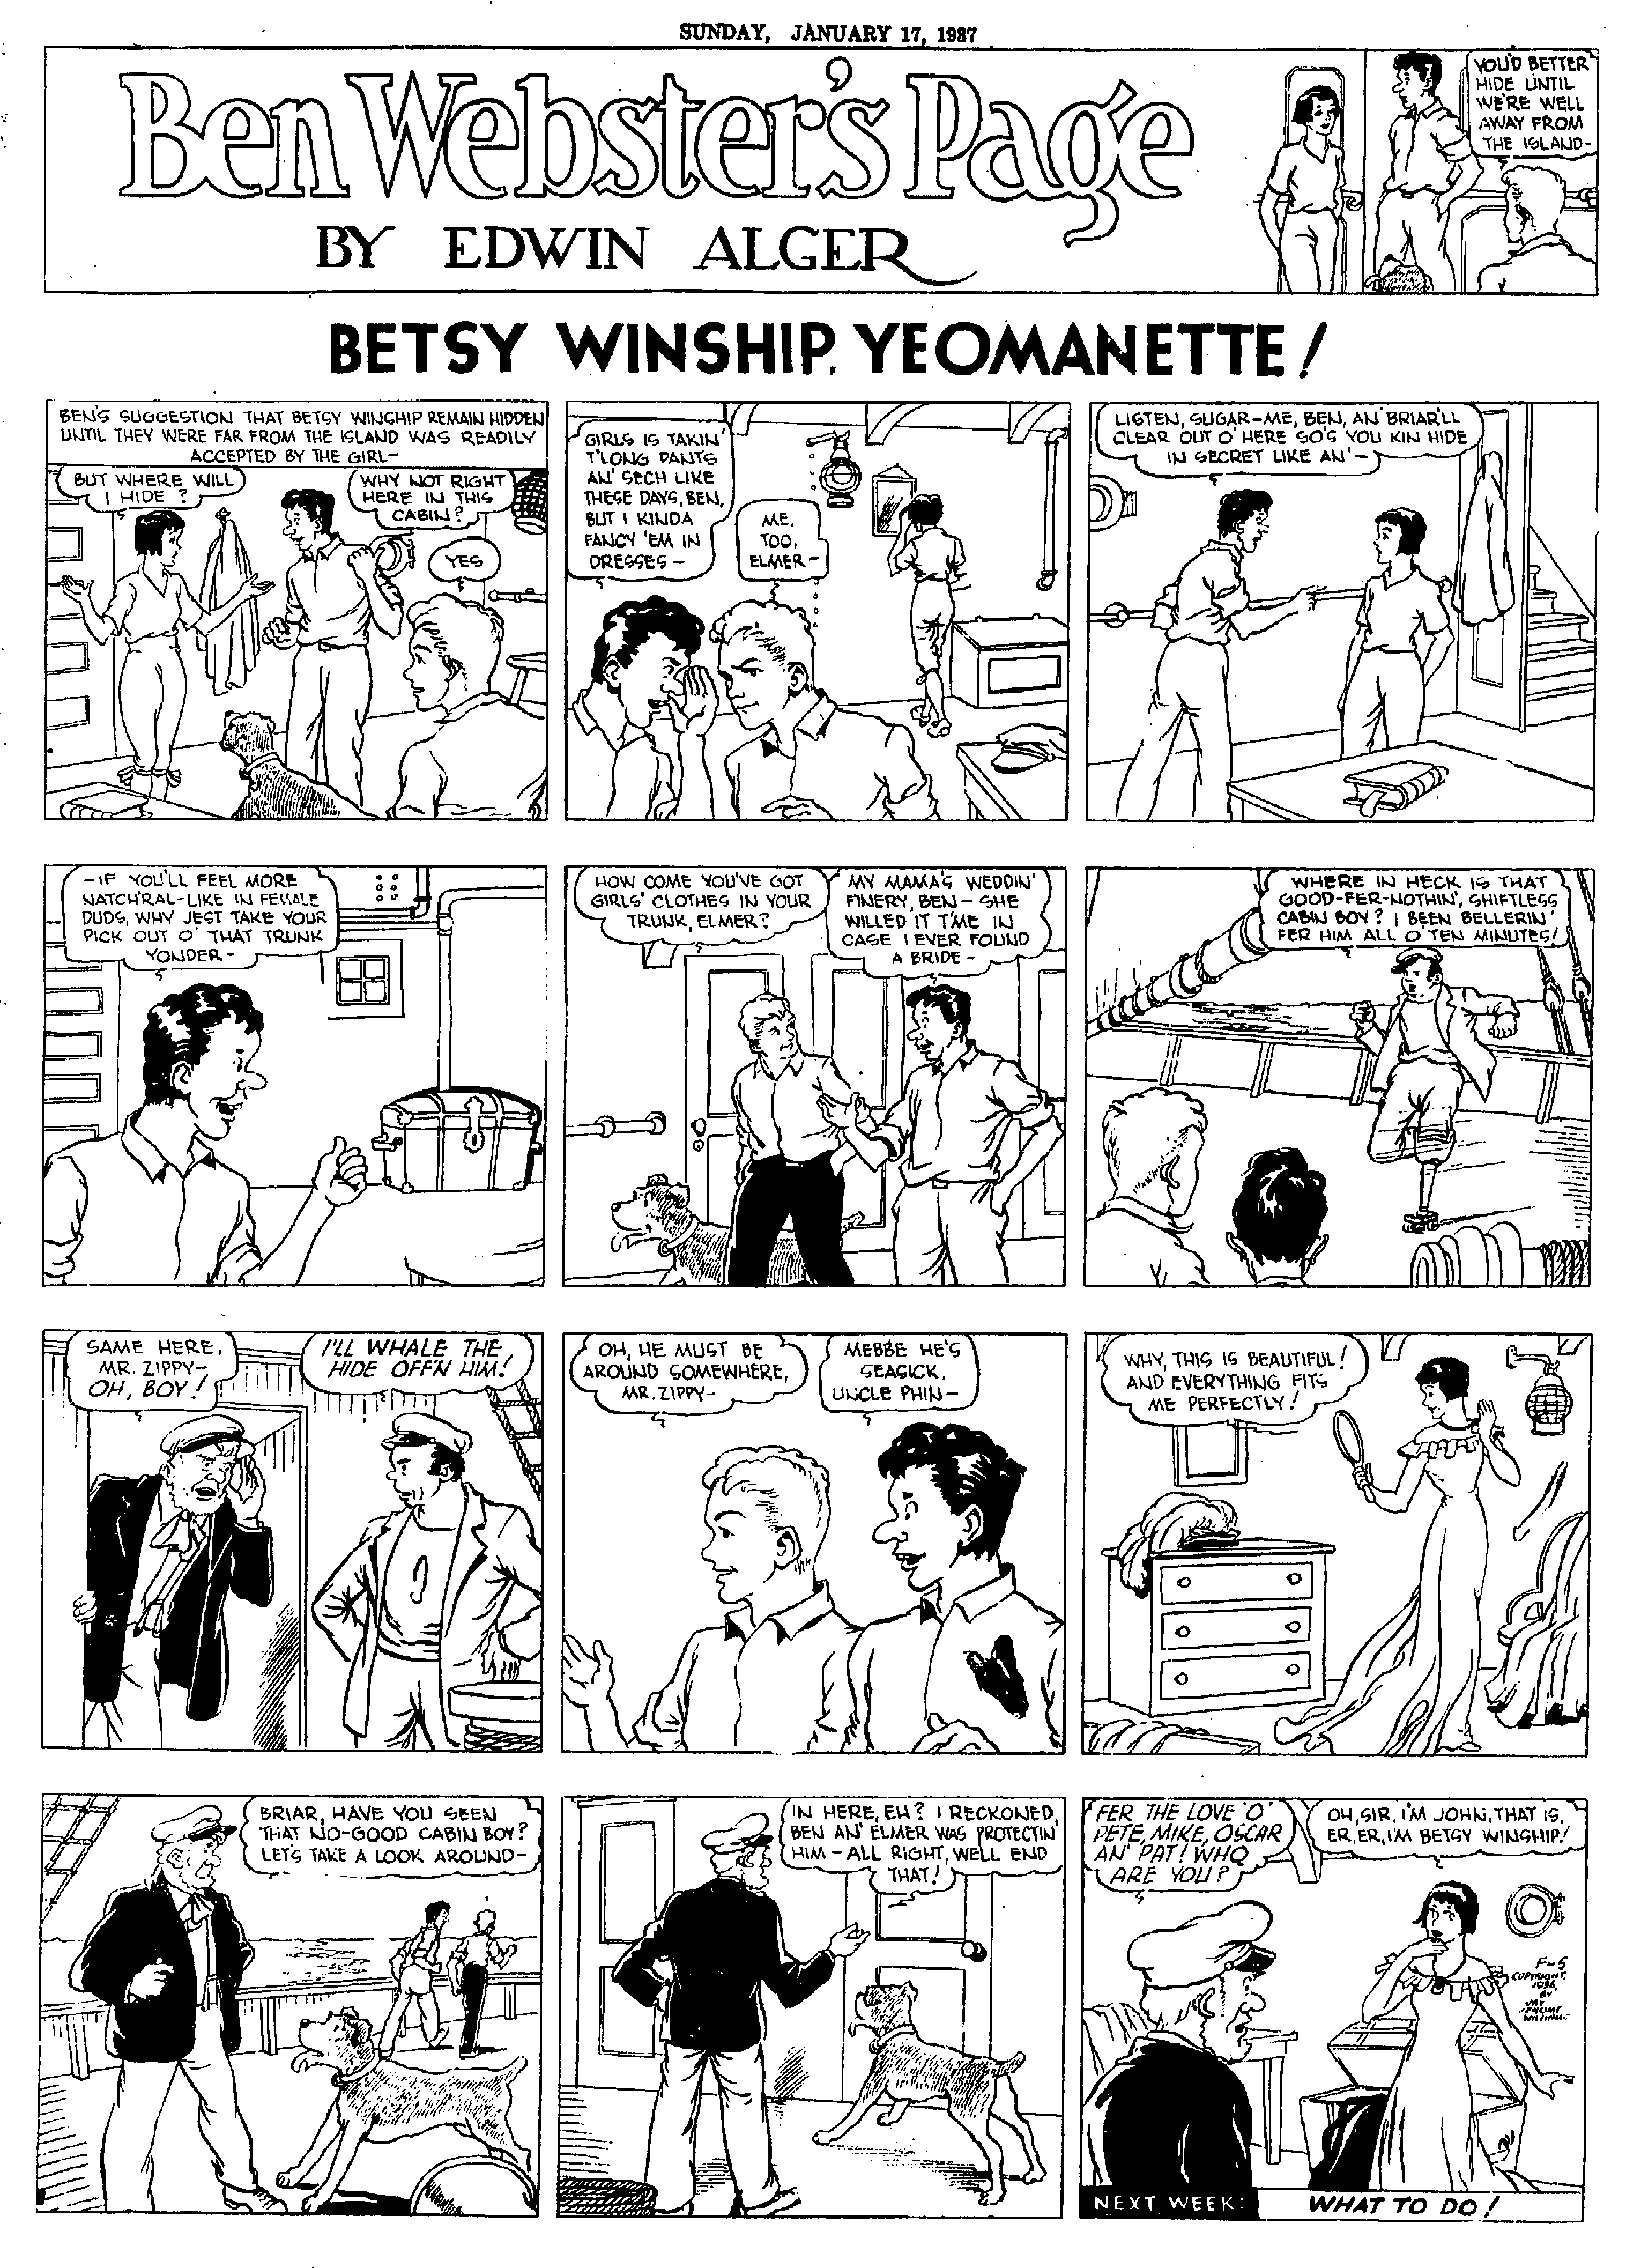 SUNDAY, JANUARY 17, 1937
Ben Webster's Page
BY EDWIN ALGER
YOU'D BETTER
HIDE UNTIL
WE'RE WELL
AWAY FROM
THE ISLAND-
BETSY WINSHIP, YEOMANETTE!
BEN'S SUGGESTION THAT BETSY WINSHIP REMAIN HIDDEN
UNTIL THEY WERE FAR FROM THE ISLAND WAS READILY
ACCEPTED BY THE GIRL-
BUT WHERE WILL
I HIDE ?
WHY NOT RIGHT
HERE IN THIS
CABIN?
YES
GIRLS IS TAKIN'
T'LONG PANTS
AN' SECH LIKE
THESE DAYS, BEN,
BUT I KINDA
FANCY 'EM IN
DRESSES -
ME,
TOO,
ELMER-
LISTEN, SUGAR-ME, BEN, AN' BRIAR'LL
CLEAR OUT O' HERE SO'S YOU KIN HIDE
IN SECRET LIKE AN'-
-IF YOU'LL FEEL MORE
NATCH'RAL-LIKE IN FEMALE
DUDS, WHY JEST TAKE YOUR
PICK OUT O' THAT TRUNK
YONDER-
HOW COME YOU'VE GOT
GIRLS' CLOTHES IN YOUR
TRUNK, ELMER?
MY MAMA'S WEDDIN'
FINERY, BEN- SHE
WILLED IT T'ME IN
CASE I EVER FOUND
A BRIDE-
WHERE IN HECK IS THAT
GOOD-FER-NOTHIN', SHIFTLESS
CABIN BOY? I BEEN BELLERIN'
FER HIM ALL O' TEN MINUTES!
SAME HERE,
MR. ZIPPY-
OH, BOY!
I'LL WHALE THE
HIDE OFF'N HIM!
OH, HE MUST BE
AROUND SOMEWHERE,
MR. ZIPPY-
MEBBE HE'S
SEASICK,
UNCLE PHIN-
WHY, THIS IS BEAUTIFUL!
AND EVERYTHING FITS
ME PERFECTLY!
BRIAR, HAVE YOU SEEN
THAT NO-GOOD CABIN BOY?
LET'S TAKE A LOOK AROUND-
IN HERE, EH? I RECKONED,
BEN AN' ELMER WAS PROTECTIN'
HIM - ALL RIGHT, WE'LL END
THAT!
FER THE LOVE O'
PETE, MIKE, OSCAR
AN' PAT! WHO
ARE YOU?
OH, SIR, I'M JOHN, THAT IS,
ER, ER, I'M BETSY WINSHIP!
F-5
COPYRIGHT,
1936,
BY
JAY
JEROME
WILLIAMS
NEXT WEEK:
WHAT TO DO!